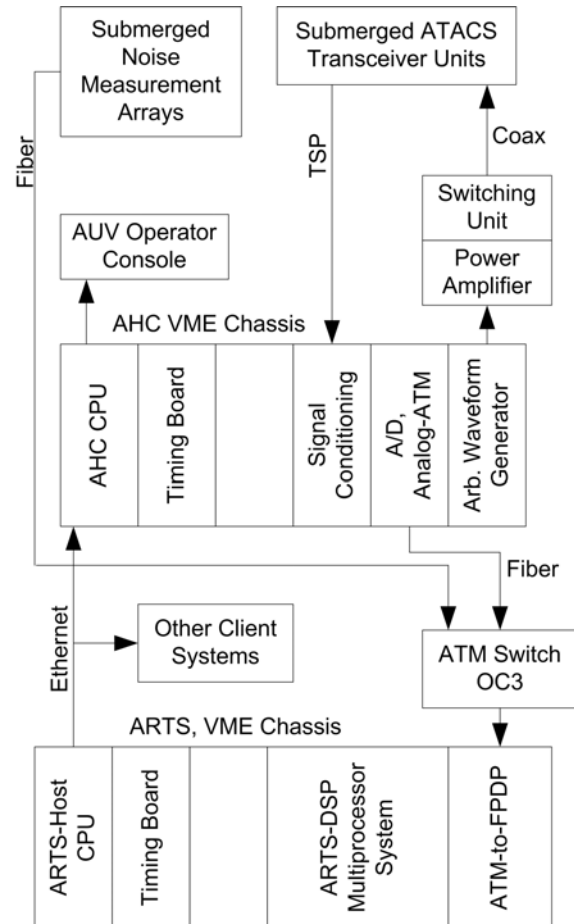 Submerged
Noise
Measurement
Arrays
Submerged ATACS
Transceiver Units
Fiber
TSP
Coax
Switching
Unit
Power
Amplifier
AUV Operator
Console
AHC VME Chassis
AHC CPU
Timing Board
Signal
Conditioning
A/D,
Analog-ATM
Arb. Waveform
Generator
Fiber
Ethernet
Other Client
Systems
ATM Switch
OC3
ARTS, VME Chassis
ARTS-Host
CPU
Timing Board
ARTS-DSP
Multiprocessor
System
ATM-to-FPDP